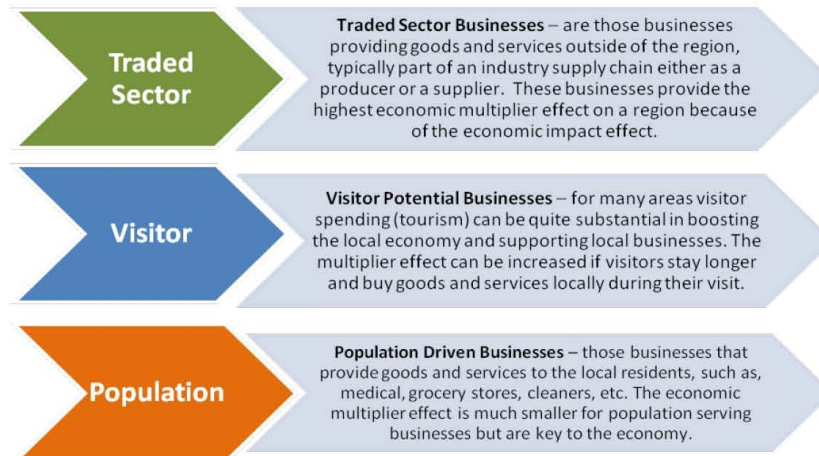 Traded
Sector
Traded Sector Businesses – are those businesses
providing goods and services outside of the region,
typically part of an industry supply chain either as a
producer or a supplier. These businesses provide the
highest economic multiplier effect on a region because
of the economic impact effect.
Visitor
Visitor Potential Businesses – for many areas visitor
spending (tourism) can be quite substantial in boosting
the local economy and supporting local businesses. The
multiplier effect can be increased if visitors stay longer
and buy goods and services locally during their visit.
Population
Population Driven Businesses – those businesses that
provide goods and services to the local residents, such as,
medical, grocery stores, cleaners, etc. The economic
multiplier effect is much smaller for population serving
businesses but are key to the economy.